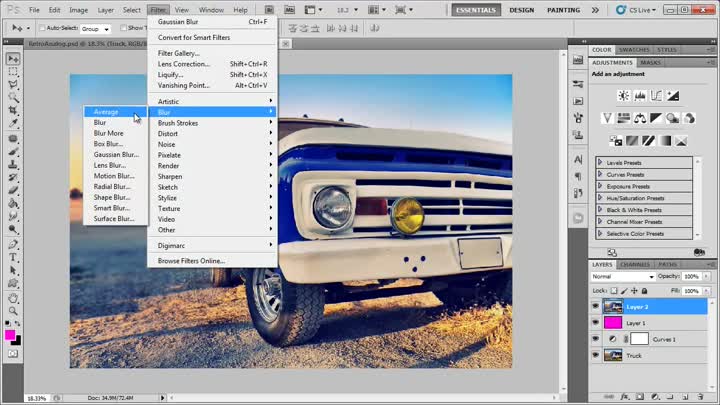 PS File Edit Image Layer Select Filter View Window Help Br 18.3 ESSENTIALS DESIGN PAINTING >> CS Live
Auto-Select: Group Show T
RetroAnalog.psd @ 18.3% (Truck, RGB/8
Gaussian Blur Ctrl+F
Convert for Smart Filters
Filter Gallery...
Lens Correction... Shift+Ctrl+R
Liquify... Shift+Ctrl+X
Vanishing Point... Alt+Ctrl+V
Artistic
Blur
Brush Strokes
Distort
Noise
Pixelate
Render
Sharpen
Sketch
Stylize
Texture
Video
Other
Digimarc
Browse Filters Online...
Average
Blur
Blur More
Box Blur...
Gaussian Blur...
Lens Blur...
Motion Blur...
Radial Blur...
Shape Blur...
Smart Blur...
Surface Blur...
COLOR SWATCHES STYLES
ADJUSTMENTS MASKS
Add an adjustment
Levels Presets
Curves Presets
Exposure Presets
Hue/Saturation Presets
Black & White Presets
Channel Mixer Presets
Selective Color Presets
LAYERS CHANNELS PATHS
Normal Opacity: 100%
Lock: Fill: 100%
Layer 2
Layer 1
Curves 1
Truck
18.33% Doc: 34.9M/72.4M